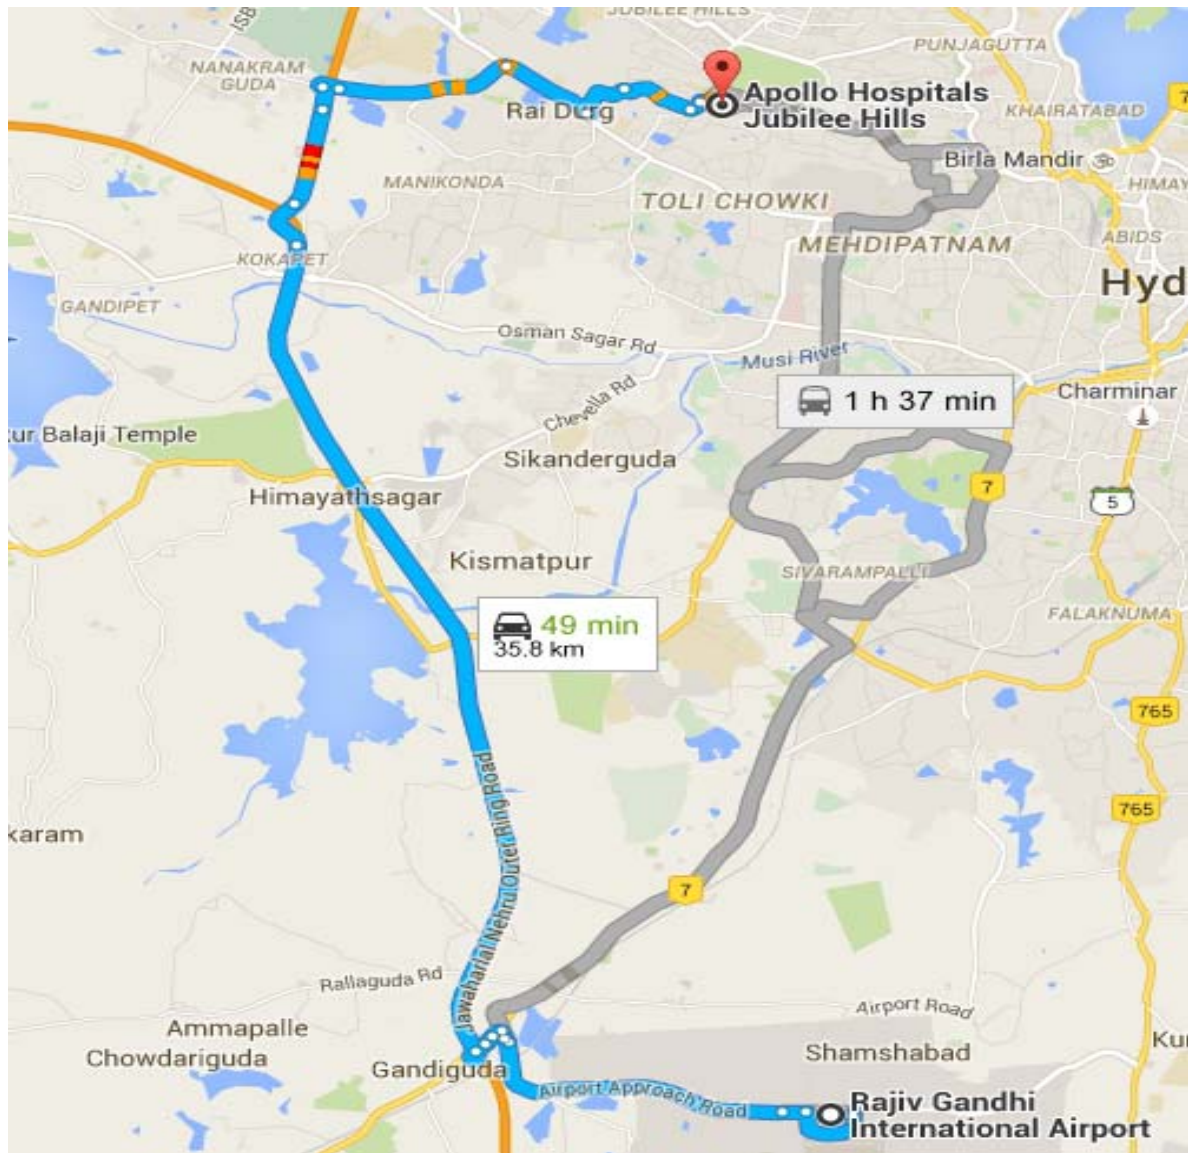 JUBILEE HILLS
ISB
PUNJAGUTTA
NANAKRAM
GUDA
Apollo Hospitals
Jubilee Hills
7
Rai Durg
KHAIRATABAD
Birla Mandir
MANIKONDA
HIMAY
TOLI CHOWKI
MEHDIPATNAM
ABIDS
KOKAPET
Hyd
GANDIPET
Osman Sagar Rd
Musi River
Chevella Rd
1 h 37 min
Charminar
ur Balaji Temple
Sikanderguda
7
Himayathsagar
5
Kismatpur
SIVARAMPALLI
FALAKNUMA
49 min
35.8 km
765
Jawaharlal Nehru Outer Ring Road
765
karam
7
Rallaguda Rd
Airport Road
Ammapalle
Chowdariguda
Shamshabad
Ku
Gandiguda
Airport Approach Road
Rajiv Gandhi
International Airport